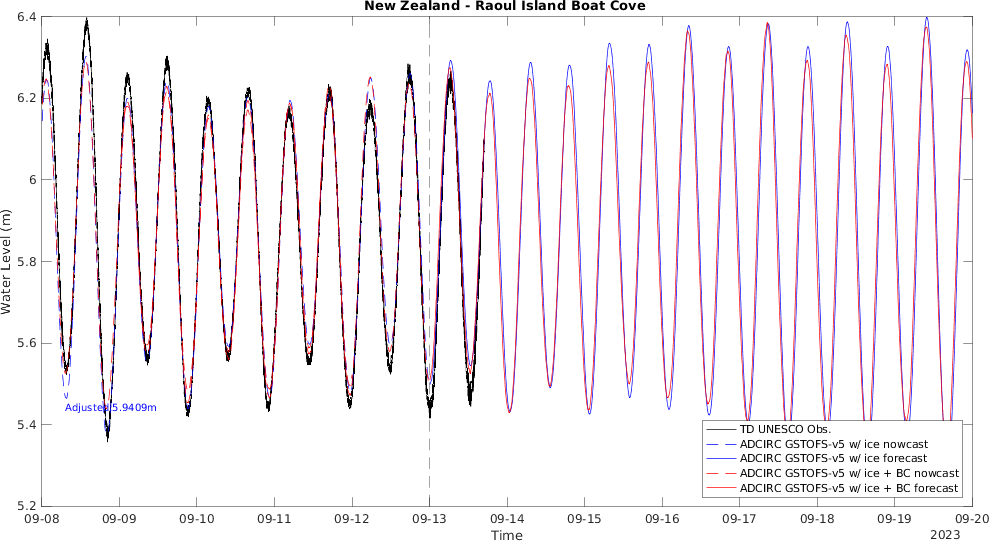 New Zealand - Raoul Island Boat Cove
6.4
6.2
6
5.8
5.6
5.4
5.2
Water Level (m)
Adjusted 5.9409m
TD UNESCO Obs.
ADCIRC GSTOFS-v5 w/ ice nowcast
ADCIRC GSTOFS-v5 w/ ice forecast
ADCIRC GSTOFS-v5 w/ ice + BC nowcast
ADCIRC GSTOFS-v5 w/ ice + BC forecast
09-08 09-09 09-10 09-11 09-12 09-13 09-14 09-15 09-16 09-17 09-18 09-19 09-20
Time
2023